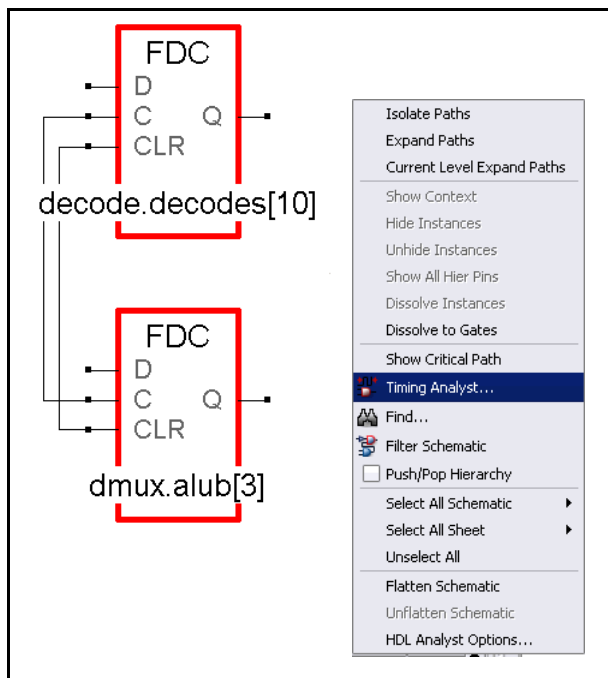 FDC
D
C Q
CLR
decode.decodes[10]
FDC
D
C Q
CLR
dmux.alub[3]
Isolate Paths
Expand Paths
Current Level Expand Paths
Show Context
Hide Instances
Unhide Instances
Show All Hier Pins
Dissolve Instances
Dissolve to Gates
Show Critical Path
Timing Analyst...
Find...
Filter Schematic
Push/Pop Hierarchy
Select All Schematic
Select All Sheet
Unselect All
Flatten Schematic
Unflatten Schematic
HDL Analyst Options...